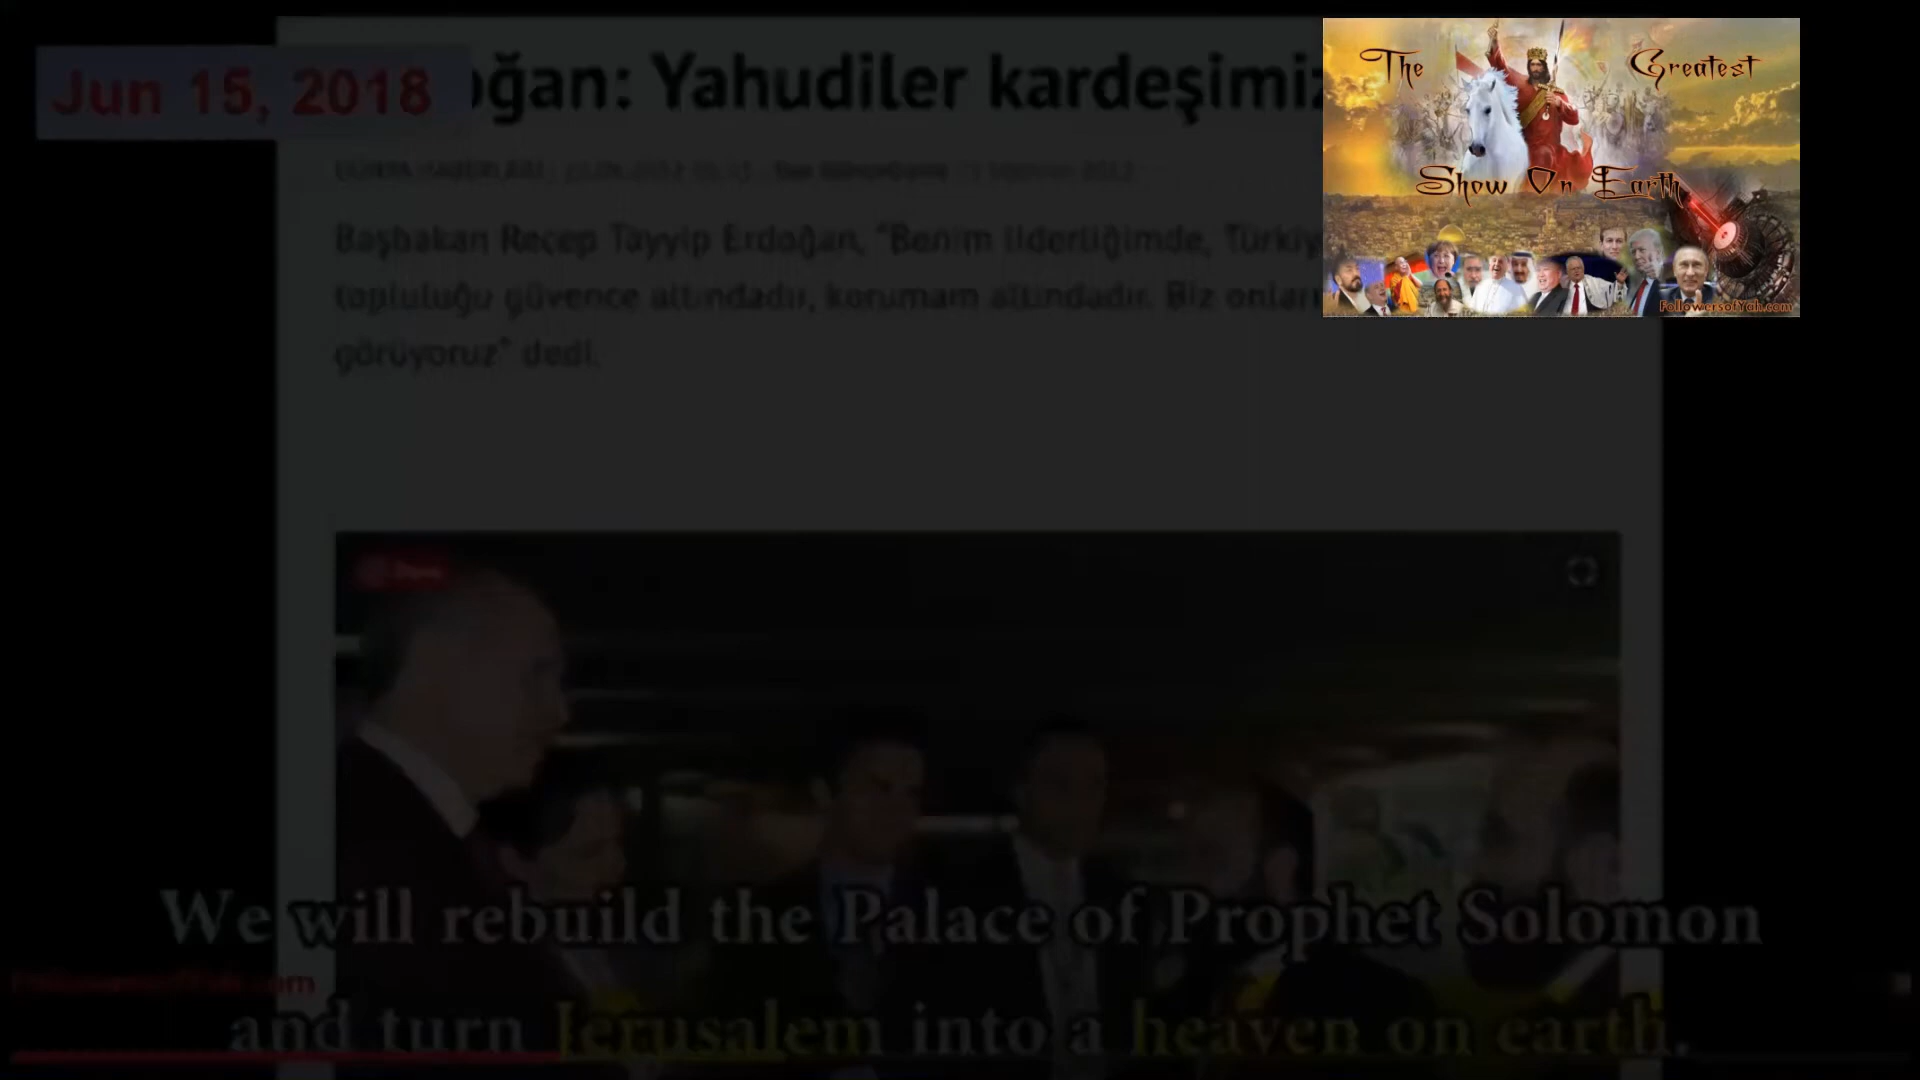 Jun 15, 2018
oğan: Yahudiler kardeşimiz
The Greatest
Show On Earth
FollowersofYah.com
Başbakan Recep Tayyip Erdoğan, "Benim liderliğimde, Türkiy
topluluğu güvence altındadır, korumam altındadır. Biz onları
görüyoruz" dedi.
We will rebuild the Palace of Prophet Solomon
and turn Jerusalem into a heaven on earth.